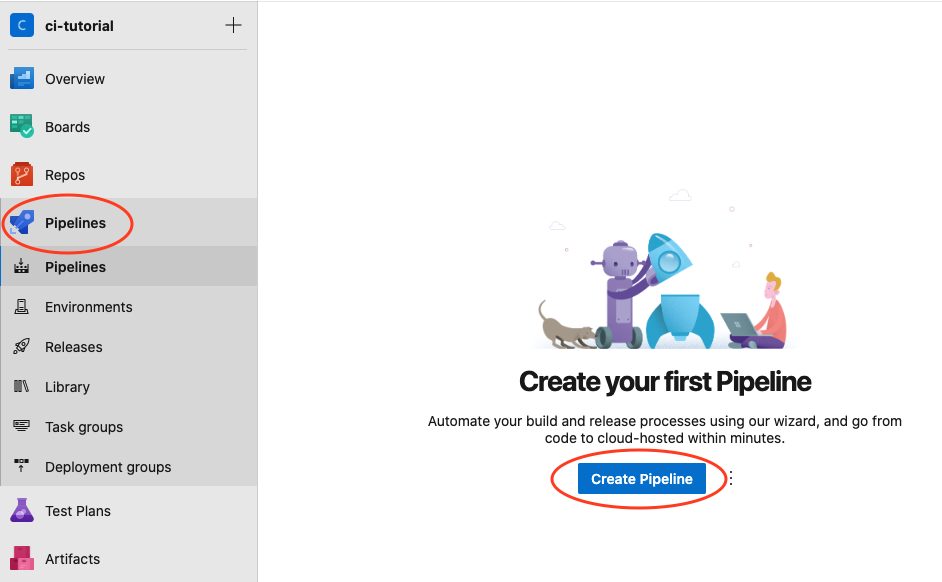 C ci-tutorial
Overview
Boards
Repos
Pipelines
Pipelines
Environments
Releases
Library
Task groups
Deployment groups
Test Plans
Artifacts
Create your first Pipeline
Automate your build and release processes using our wizard, and go from
code to cloud-hosted within minutes.
Create Pipeline